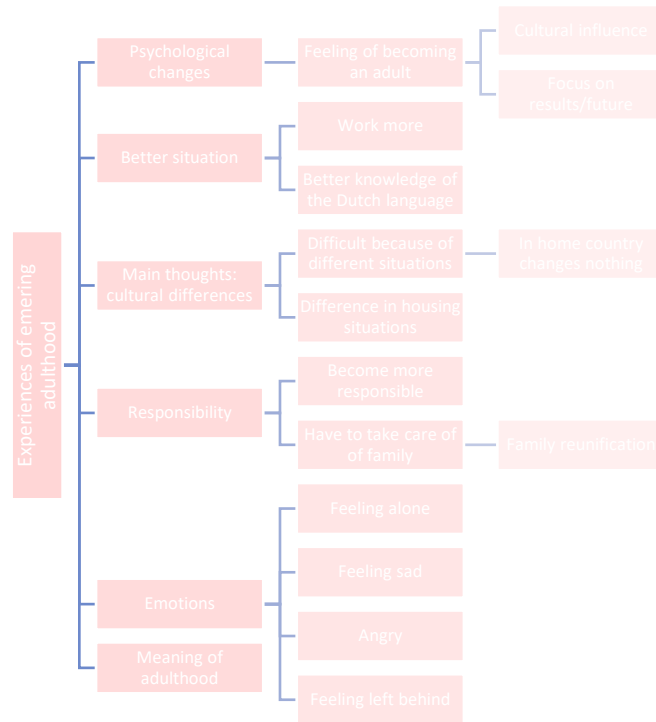 Experiences of emering
adulthood
Psychological
changes
Feeling of becoming
an adult
Cultural influence
Focus on
results/future
Better situation
Work more
Better knowledge of
the Dutch language
Main thoughts:
cultural differences
Difficult because of
different situations
In home country
changes nothing
Difference in housing
situations
Responsibility
Become more
responsible
Have to take care of
of family
Family reunification
Emotions
Feeling alone
Feeling sad
Angry
Feeling left behind
Meaning of
adulthood